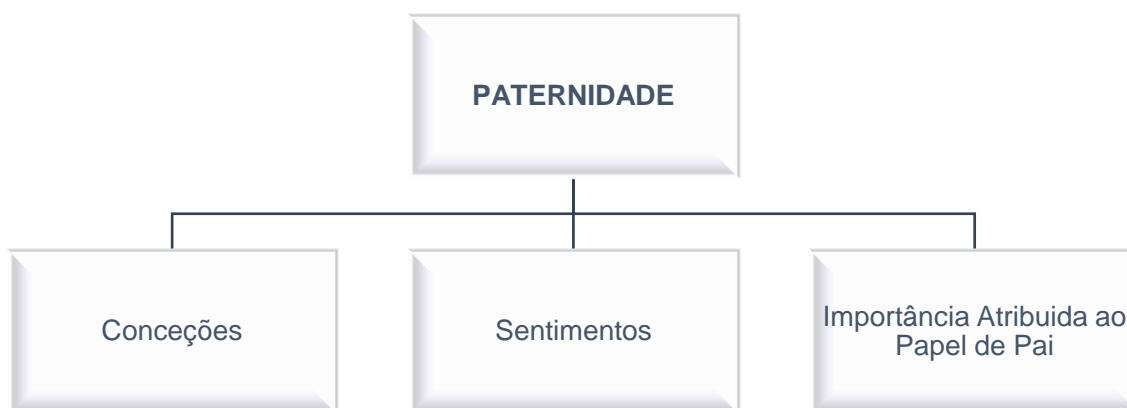 PATERNIDADE
Conceções
Sentimentos
Importância Atribuida ao
Papel de Pai